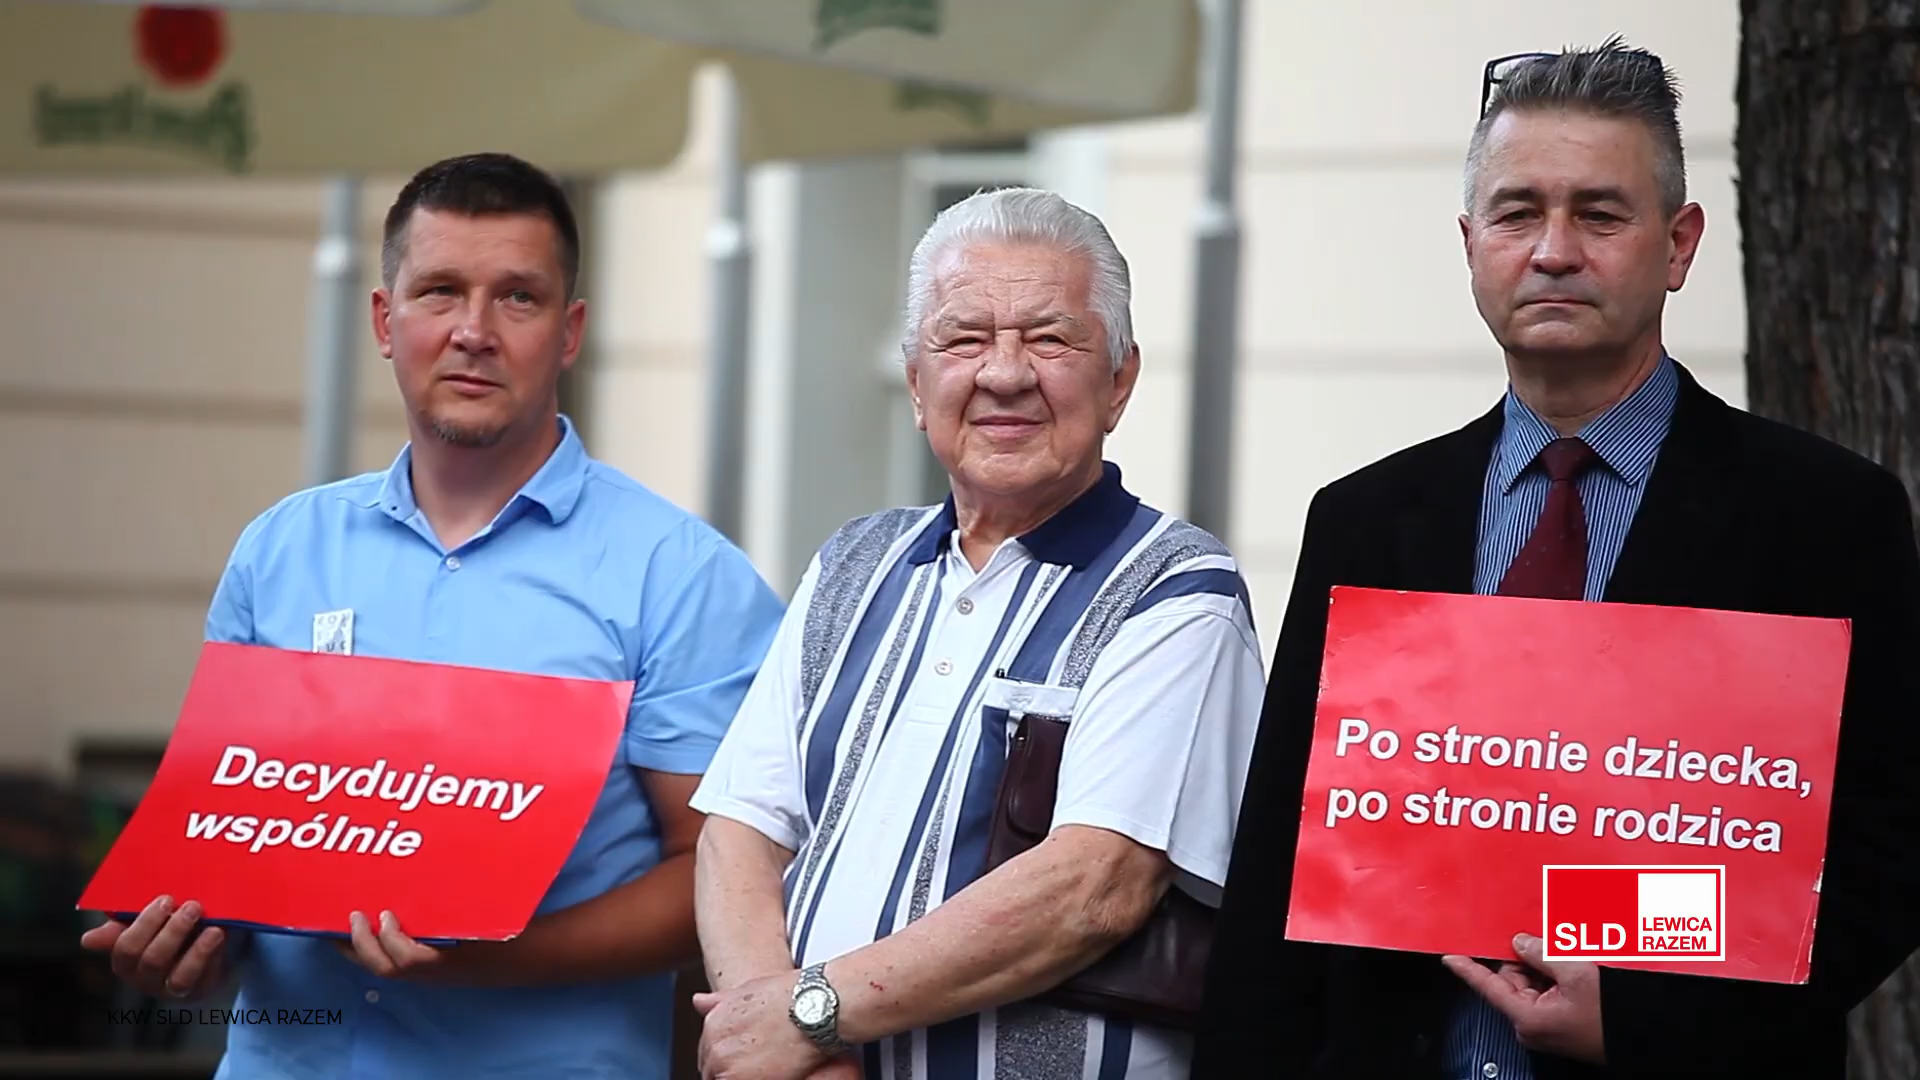 Decydujemy
wspólnie
Po stronie dziecka,
po stronie rodzica
SLD
LEWICA
RAZEM
KKW SLD LEWICA RAZEM